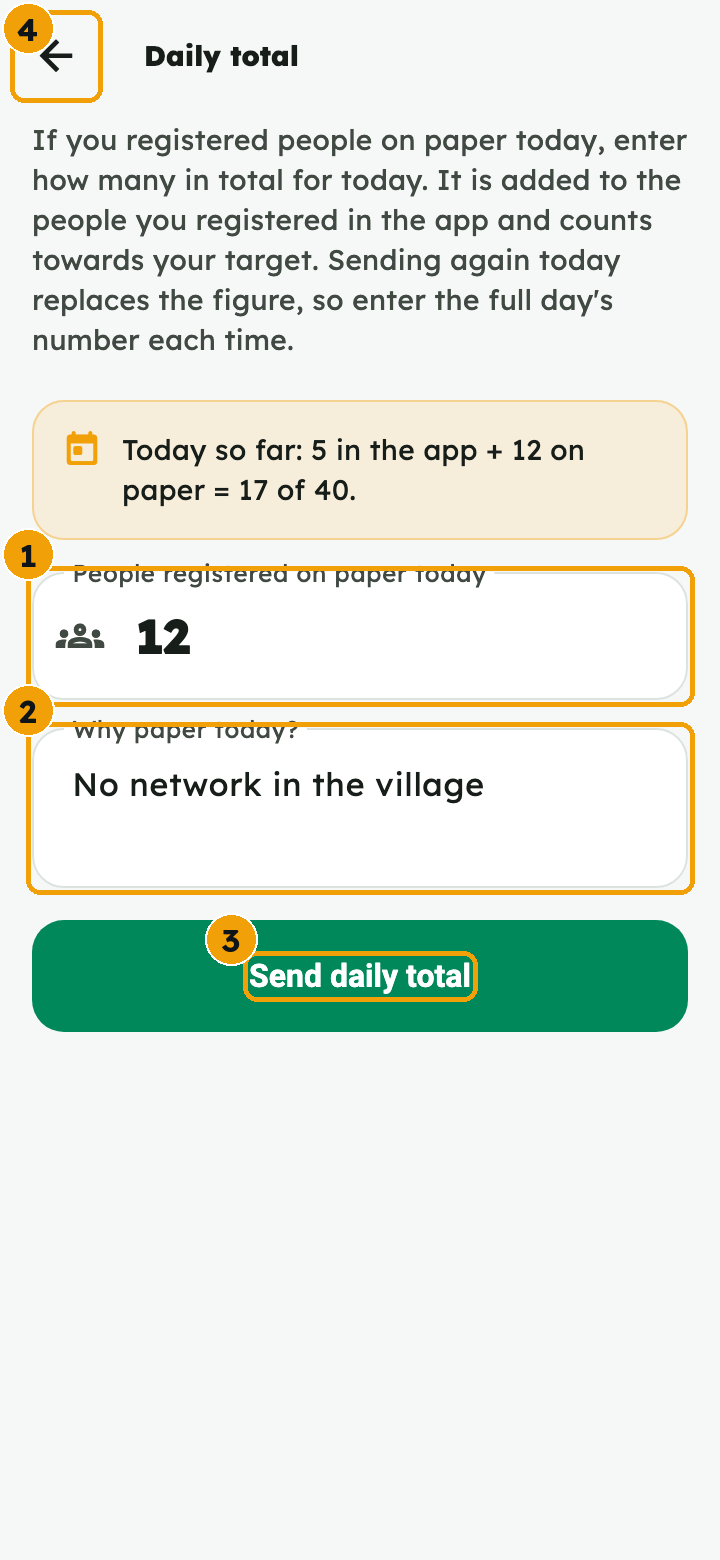 4
Daily total
If you registered people on paper today, enter
how many in total for today. It is added to the
people you registered in the app and counts
towards your target. Sending again today
replaces the figure, so enter the full day's
number each time.
Today so far: 5 in the app + 12 on
paper = 17 of 40.
1
People registered on paper today
12
2
Why paper today?
No network in the village
3
Send daily total